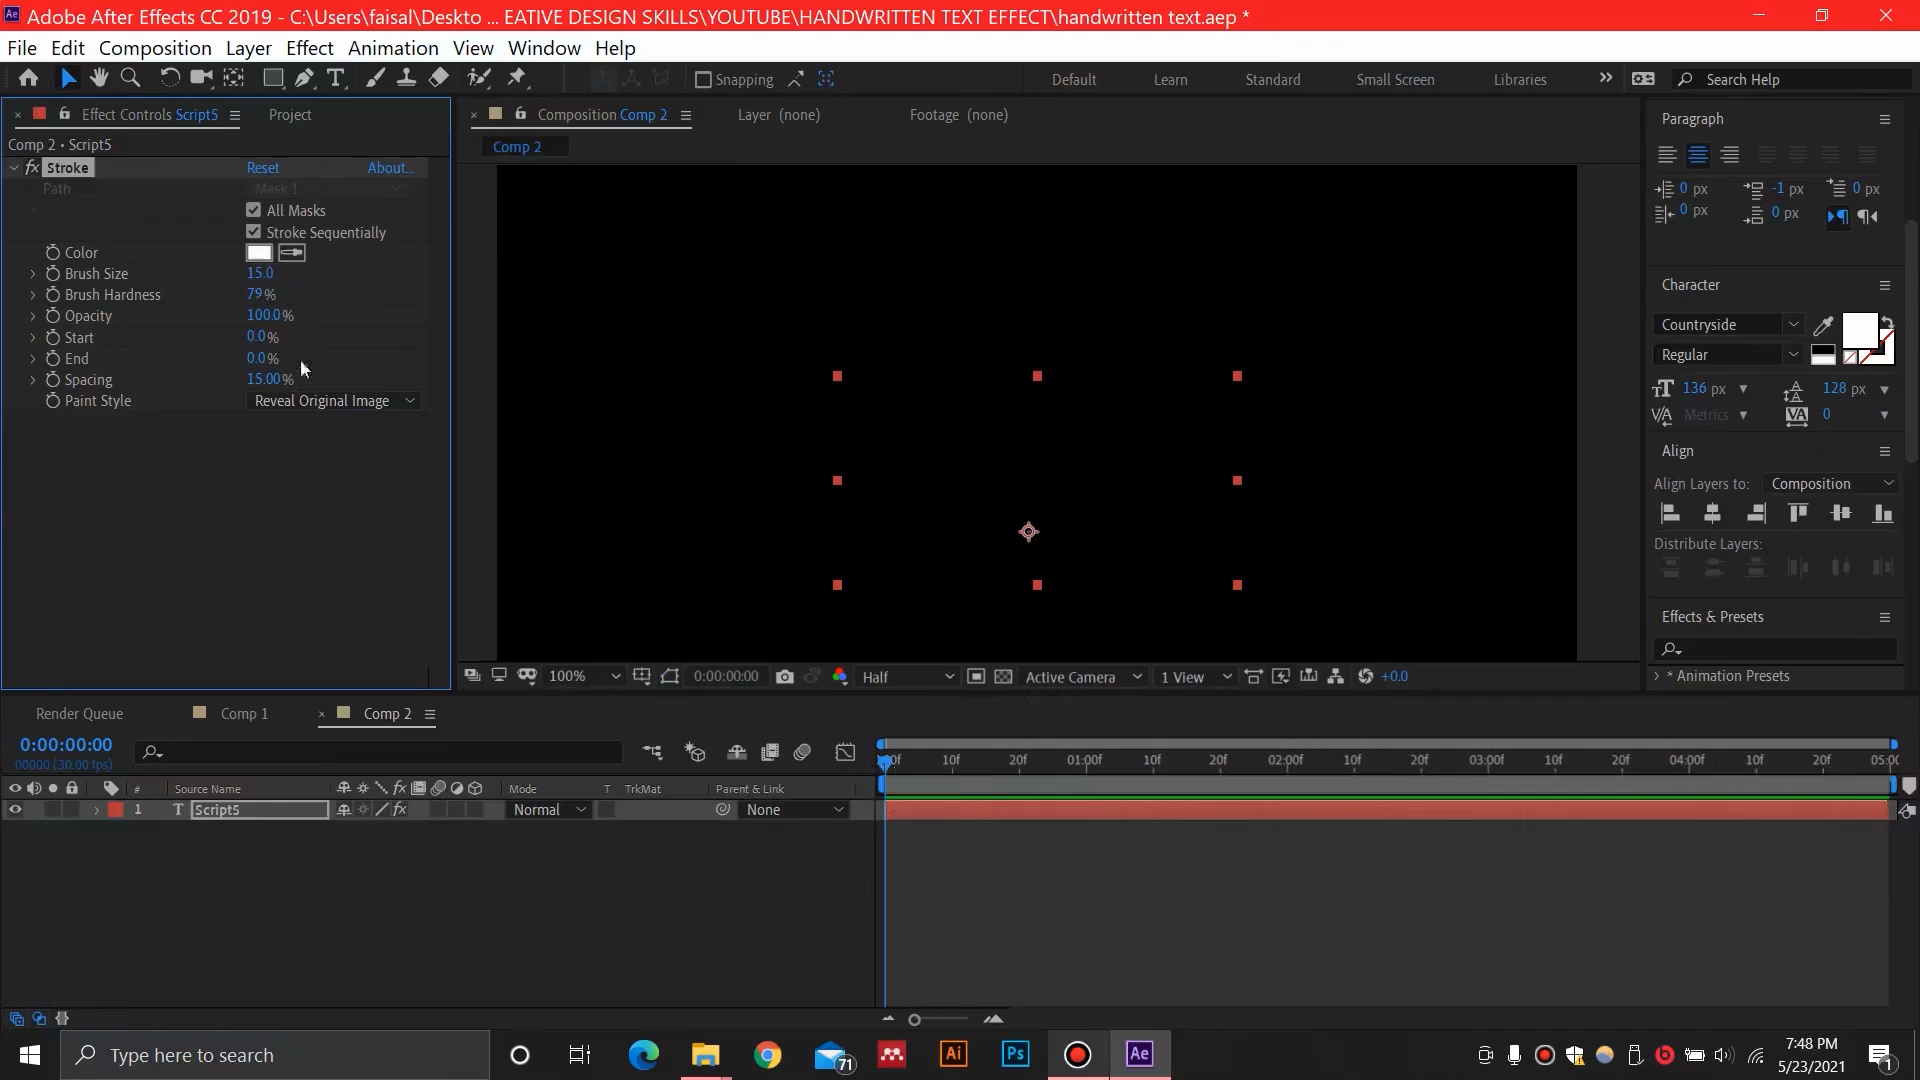 Adobe After Effects CC 2019 - C:\Users\faisal\Deskto ... EATIVE DESIGN SKILLS\YOUTUBE\HANDWRITTEN TEXT EFFECT\handwritten text.aep *
File Edit Composition Layer Effect Animation View Window Help
Snapping Default Learn Standard Small Screen Libraries Search Help
Effect Controls Script5 Project
Composition Comp 2 Layer (none) Footage (none)
Comp 2 • Script5
Comp 2
fx Stroke Reset About...
Path Mask 1
All Masks
Stroke Sequentially
Color
Brush Size 15.0
Brush Hardness 79%
Opacity 100.0%
Start 0.0%
End 0.0%
Spacing 15.00%
Paint Style Reveal Original Image
Paragraph
0 px -1 px 0 px
0 px 0 px
Character
Countryside
Regular
136 px 128 px
Metrics 0
Align
Align Layers to: Composition
Distribute Layers:
Effects & Presets
* Animation Presets
100% 0:00:00:00 Half Active Camera 1 View +0.0
Render Queue Comp 1 Comp 2
0:00:00:00
00000 (30.00 fps)
10f 20f 01:00f 10f 20f 02:00f 10f 20f 03:00f 10f 20f 04:00f 10f 20f
# Source Name Mode T TrkMat Parent & Link
1 T Script5 Normal None
Type here to search
71 Ai Ps Ae
7:48 PM
5/23/2021
1